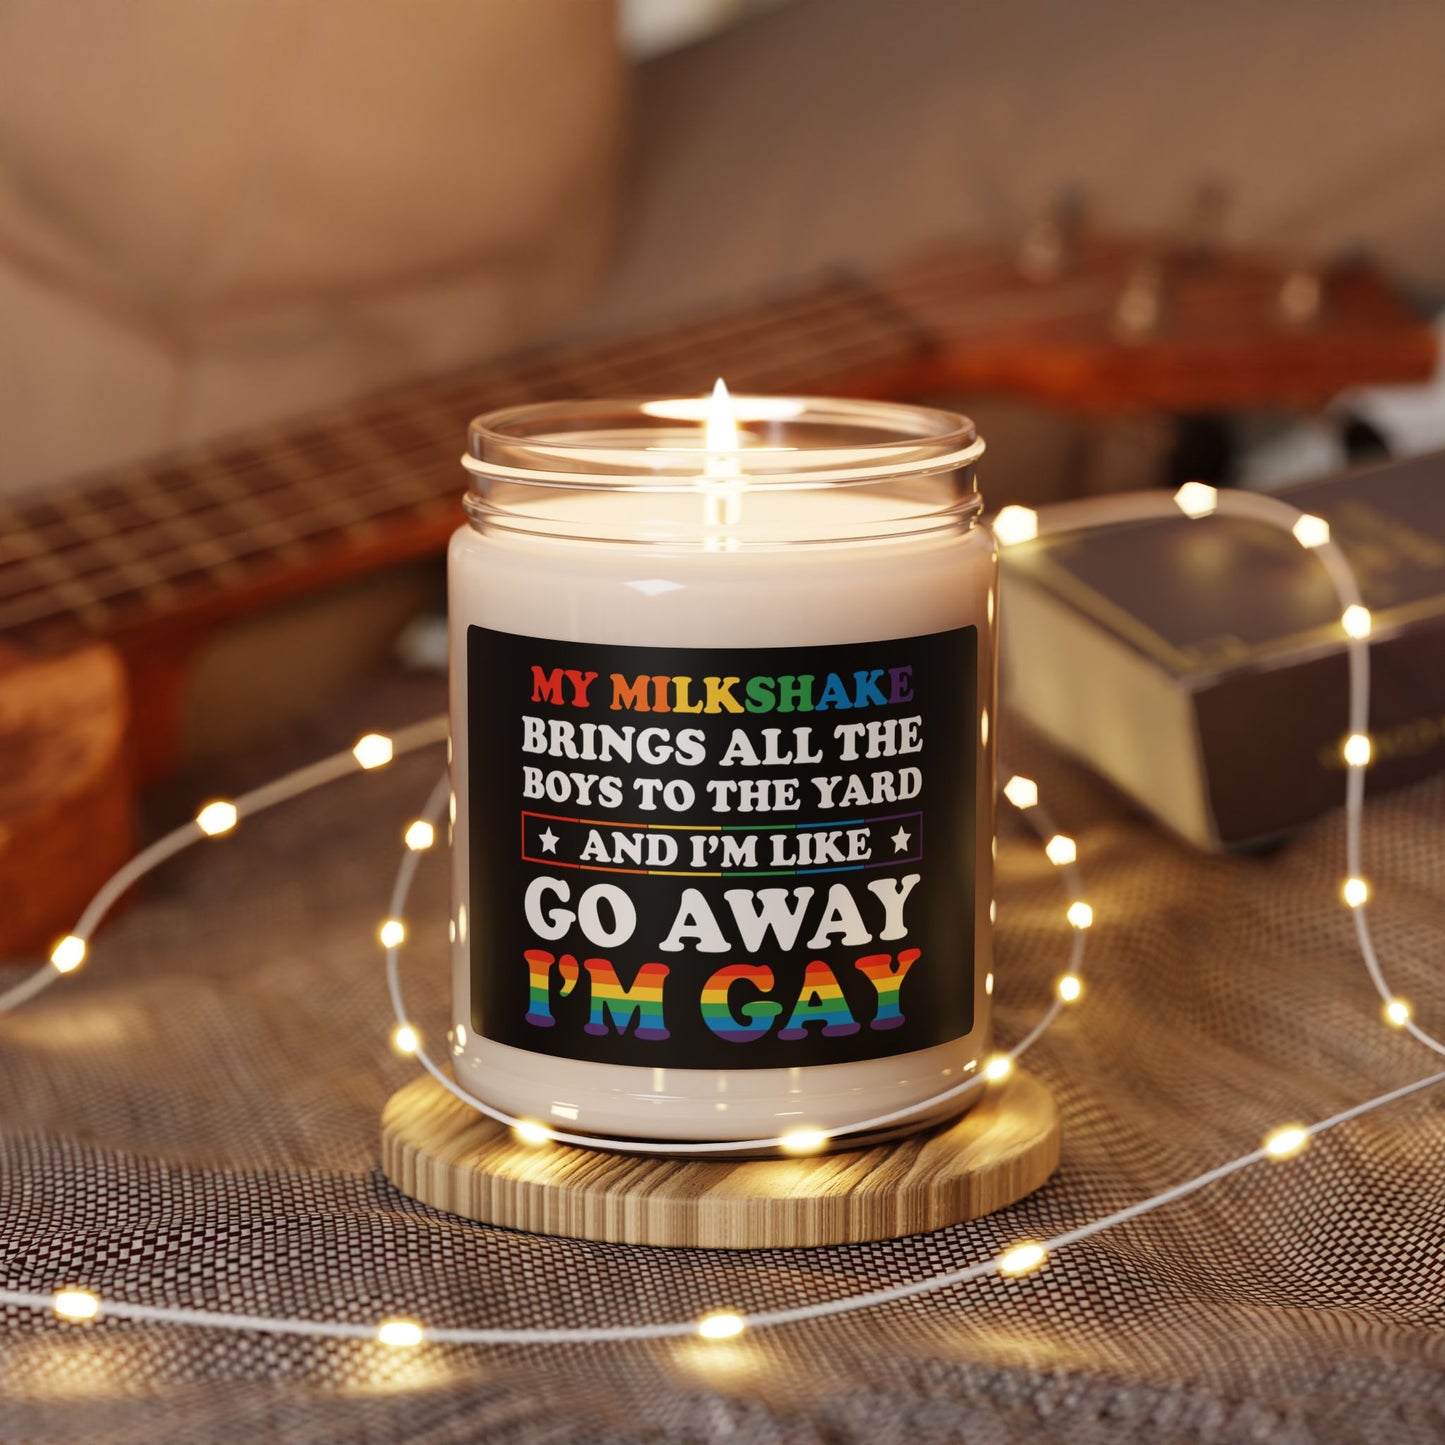 MY MILKSHAKE
BRINGS ALL THE
BOYS TO THE YARD
★ AND I'M LIKE ★
GO AWAY
I'M GAY